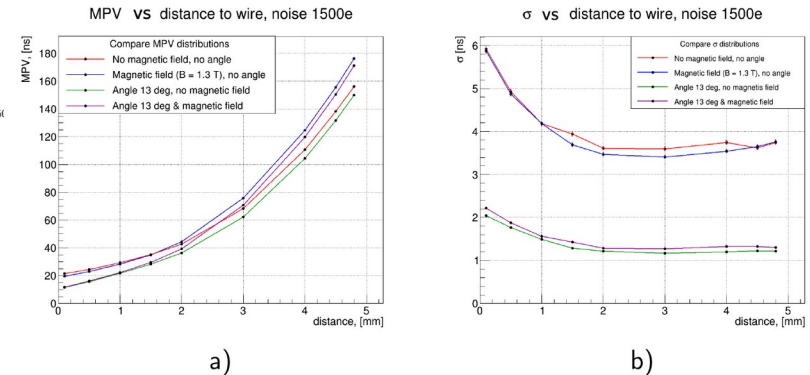 MPV vs distance to wire, noise 1500e
MPV, [ns]
Compare MPV distributions
No magnetic field, no angle
Magnetic field (B = 1.3 T), no angle
Angle 13 deg, no magnetic field
Angle 13 deg & magnetic field
180
160
140
120
100
80
60
40
20
0
0 1 2 3 4 5
distance, [mm]
a)
σ vs distance to wire, noise 1500e
σ [ns]
Compare σ distributions
No magnetic field, no angle
Magnetic field (B = 1.3 T), no angle
Angle 13 deg, no magnetis field
Angle 13 deg & magnetic field
6
5
4
3
2
1
0
0 1 2 3 4 5
distance, [mm]
b)